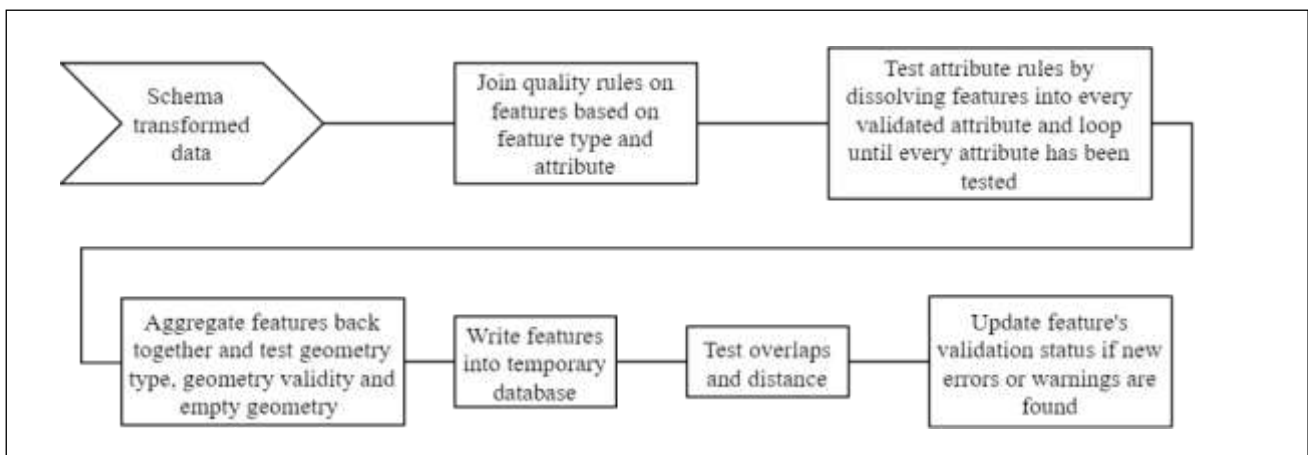 Schema
transformed
data
Join quality rules on
features based on
feature type and
attribute
Test attribute rules by
dissolving features into every
validated attribute and loop
until every attribute has been
tested
Aggregate features back
together and test geometry
type, geometry validity and
empty geometry
Write features
into temporary
database
Test overlaps
and distance
Update feature's
validation status if new
errors or warnings are
found